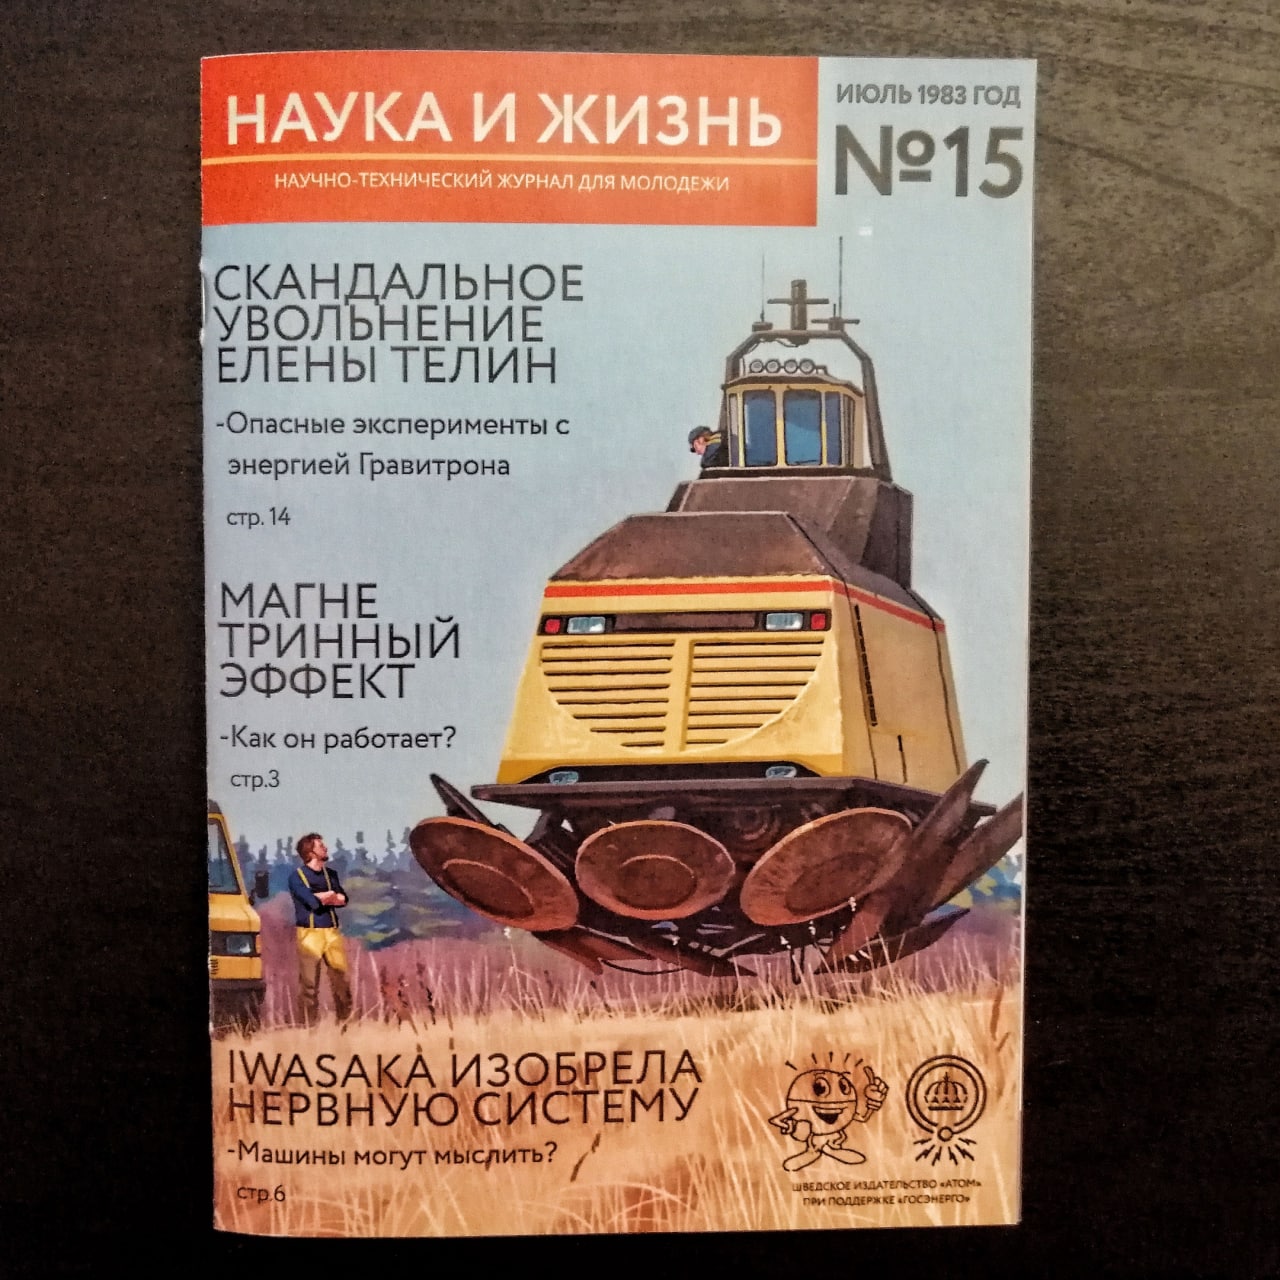 НАУКА И ЖИЗНЬ
НАУЧНО-ТЕХНИЧЕСКИЙ ЖУРНАЛ ДЛЯ МОЛОДЕЖИ
ИЮЛЬ 1983 ГОД
№15
СКАНДАЛЬНОЕ
УВОЛЬНЕНИЕ
ЕЛЕНЫ ТЕЛИН
-Опасные эксперименты с
энергией Гравитрона
стр. 14
МАГНЕ
ТРИННЫЙ
ЭФФЕКТ
-Как он работает?
стр.3
IWASAKA ИЗОБРЕЛА
НЕРВНУЮ СИСТЕМУ
-Машины могут мыслить?
стр.6
ШВЕДСКОЕ ИЗДАТЕЛЬСТВО «АТОМ»
ПРИ ПОДДЕРЖКЕ «ГОСЭНЕРГО»